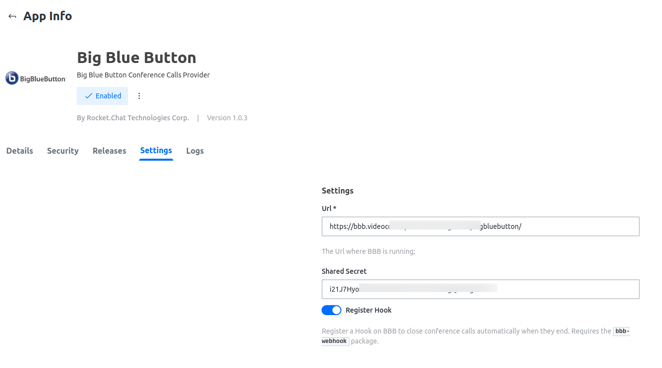 App Info
Big Blue Button
Big Blue Button Conference Calls Provider
BigBlueButton
Enabled
By Rocket.Chat Technologies Corp. | Version 1.0.3
Details Security Releases Settings Logs
Settings
Url *
https://bbb.videoc gbluebutton/
The Url where BBB is running;
Shared Secret
i21J7Hyo
Register Hook
Register a Hook on BBB to close conference calls automatically when they end. Requires the bbb-
webhook package.